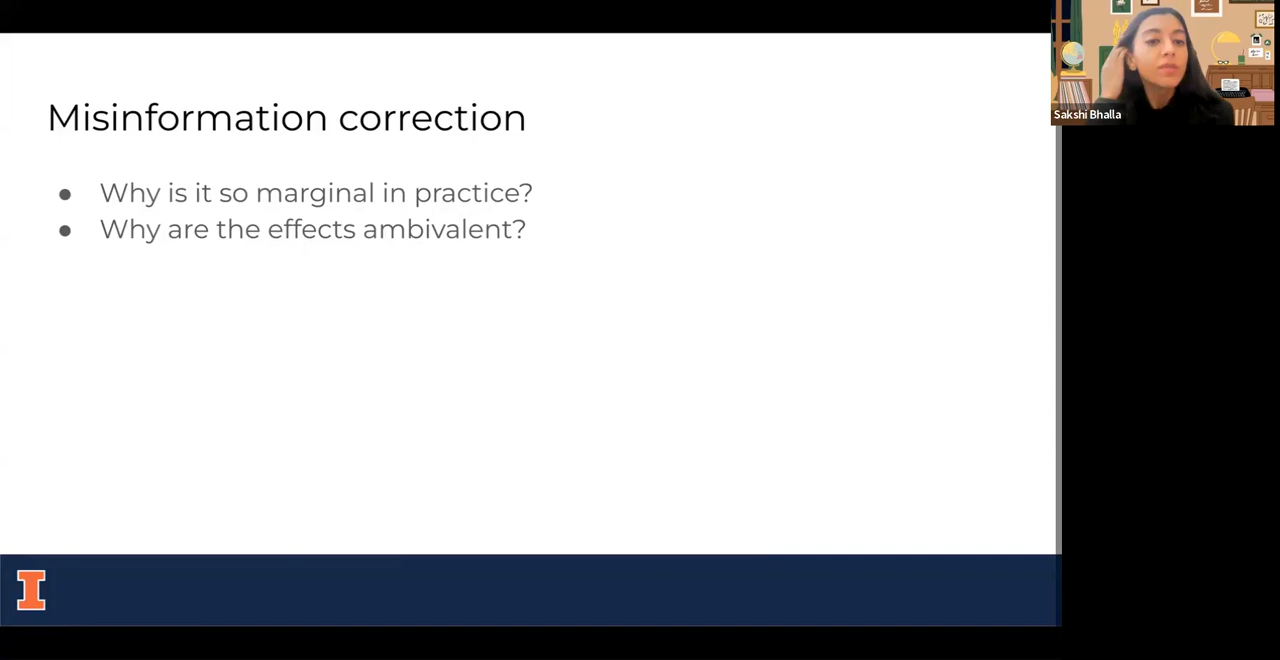 Misinformation correction
● Why is it so marginal in practice?
● Why are the effects ambivalent?
I
Sakshi Bhalla